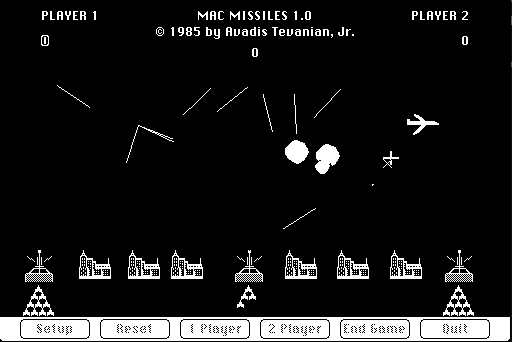 PLAYER 1 MAC MISSILES 1.0 PLAYER 2
© 1985 by Avadis Tevanian, Jr.
0 0 0
Setup Reset 1 Player 2 Player End Game Quit